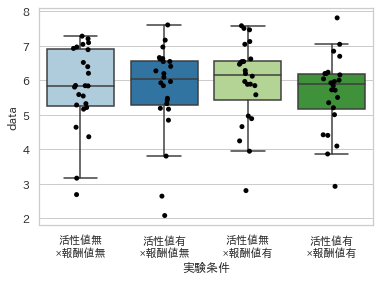 8
7
6
5
4
3
2
data
活性値無
×報酬値無
活性値有
×報酬値無
活性値無
×報酬値有
活性値有
×報酬値有
実験条件